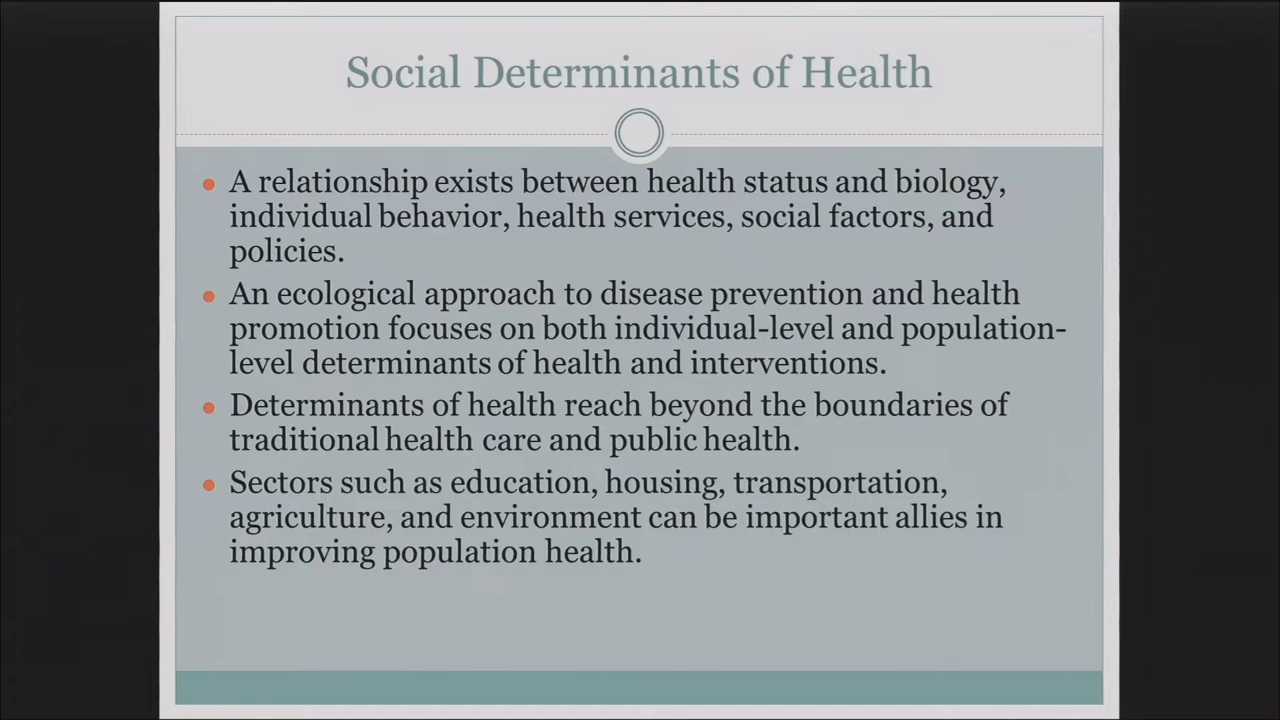 Social Determinants of Health
• A relationship exists between health status and biology,
individual behavior, health services, social factors, and
policies.
• An ecological approach to disease prevention and health
promotion focuses on both individual-level and population-
level determinants of health and interventions.
• Determinants of health reach beyond the boundaries of
traditional health care and public health.
• Sectors such as education, housing, transportation,
agriculture, and environment can be important allies in
improving population health.